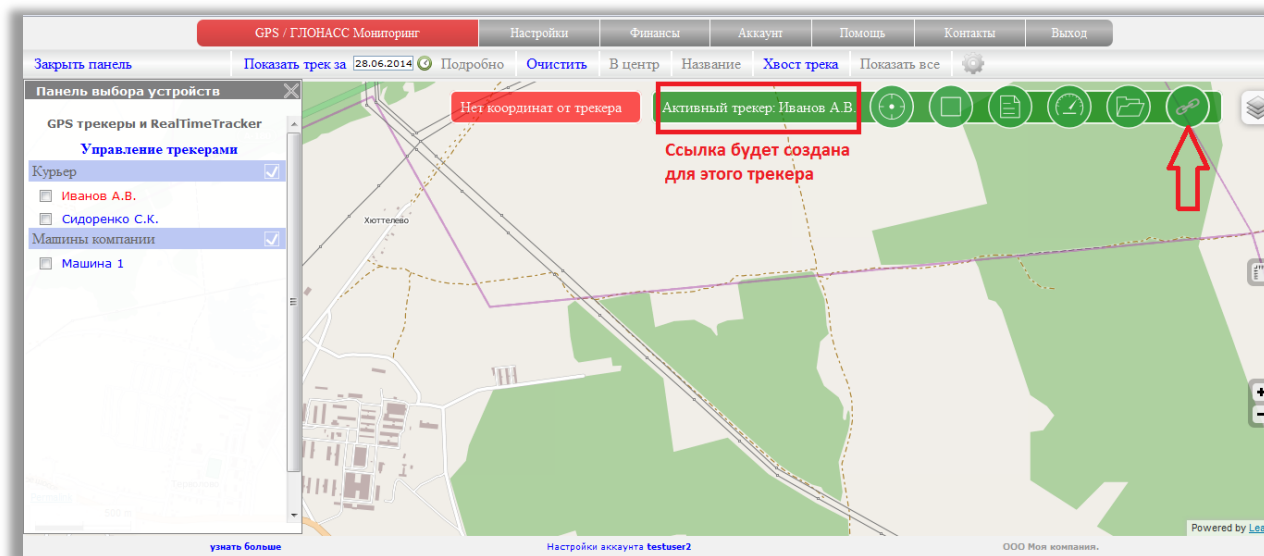 GPS / ГЛОНАСС Мониторинг Настройки Финансы Аккаунт Помощь Контакты Выход
Закрыть панель Показать трек за 28.06.2014 Подробно Очистить В центр Название Хвост трека Показать все
Панель выбора устройств
Нет координат от трекера Активный трекер: Иванов А.В.
GPS трекеры и RealTimeTracker
Управление трекерами
Ссылка будет создана
для этого трекера
Курьер
Иванов А.В.
Сидоренко С.К.
Хюттелево
Машины компании
Машина 1
Powered by Lea
узнать больше Настройки аккаунта testuser2 ООО Моя компания.